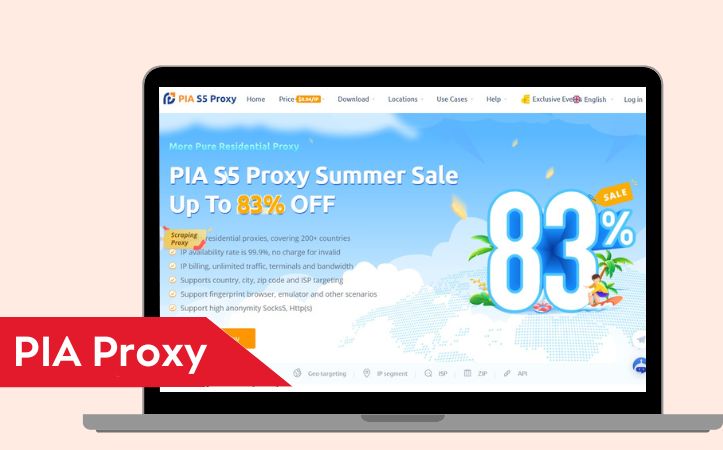 PIA S5 Proxy Home Price $0.04/IP Download Locations Use Cases Help Exclusive Eve English Log in
More Pure Residential Proxy
PIA S5 Proxy Summer Sale
Up To 83% OFF
SALE
83%
Scraping
Proxy
residential proxies, covering 200+ countries
IP availability rate is 99.9%, no charge for invalid
IP billing, unlimited traffic, terminals and bandwidth
Supports country, city, zip code and ISP targeting
Support fingerprint browser, emulator and other scenarios
Support high anonymity Socks5, Http(s)
PIA Proxy
Geo targeting IP segment ISP ZIP API